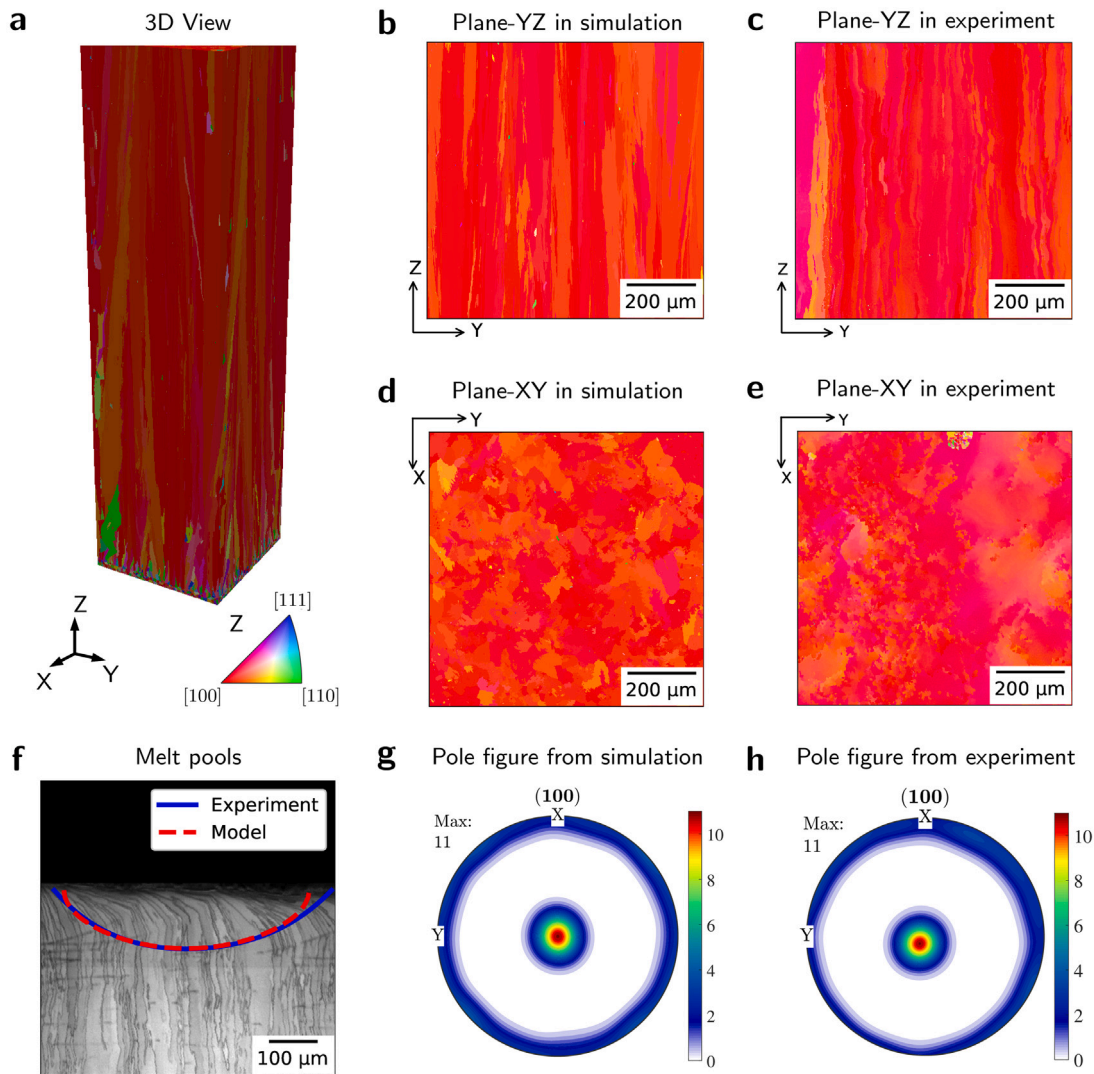 a
3D View
b
Plane-YZ in simulation
c
Plane-YZ in experiment
Z
Y
200 µm
Z
Y
200 µm
d
Plane-XY in simulation
e
Plane-XY in experiment
Y
X
200 µm
Y
X
200 µm
Z
X
Y
Z
[111]
[100]
[110]
f
Melt pools
Experiment
Model
100 µm
g
Pole figure from simulation
(100)
X
Max:
11
Y
10
8
6
4
2
0
h
Pole figure from experiment
(100)
X
Max:
11
Y
10
8
6
4
2
0